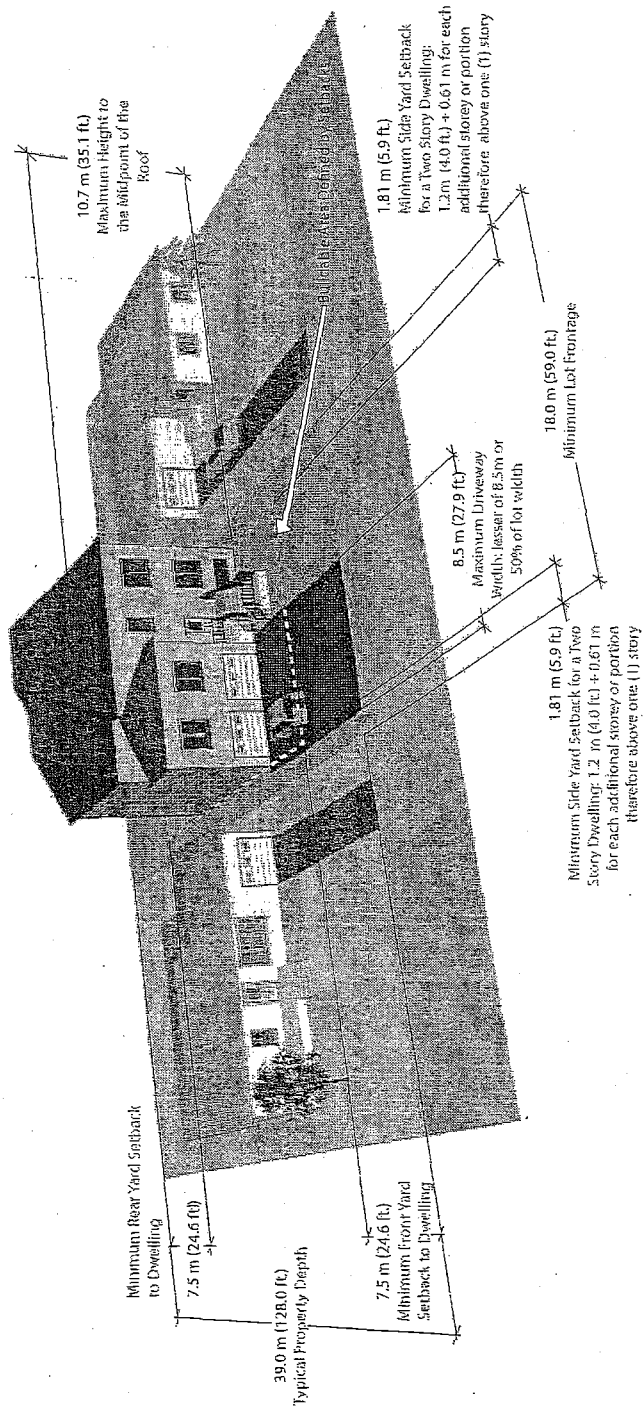 10.7 m (35.1 ft.)
Maximum Height to
the Midpoint of the
Roof
Buildable Area Defined by Setbacks
1.81 m (5.9 ft.)
Minimum Side Yard Setback
for a Two Story Dwelling:
1.2m (4.0 ft.) + 0.61 m for each
additional storey or portion
therefore above one (1) story
18.0 m (59.0 ft.)
Minimum Lot Frontage
8.5 m (27.9 ft.)
Maximum Driveway
Width: lesser of 8.5m or
50% of lot width
1.81 m (5.9 ft.)
Minimum Side Yard Setback for a Two
Story Dwelling: 1.2 m (4.0 ft.) + 0.61 m
for each additional storey or portion
therefore above one (1) story
Minimum Rear Yard Setback
to Dwelling
7.5 m (24.6 ft.)
39.0 m (128.0 ft.)
Typical Property Depth
7.5 m (24.6 ft.)
Minimum Front Yard
Setback to Dwelling